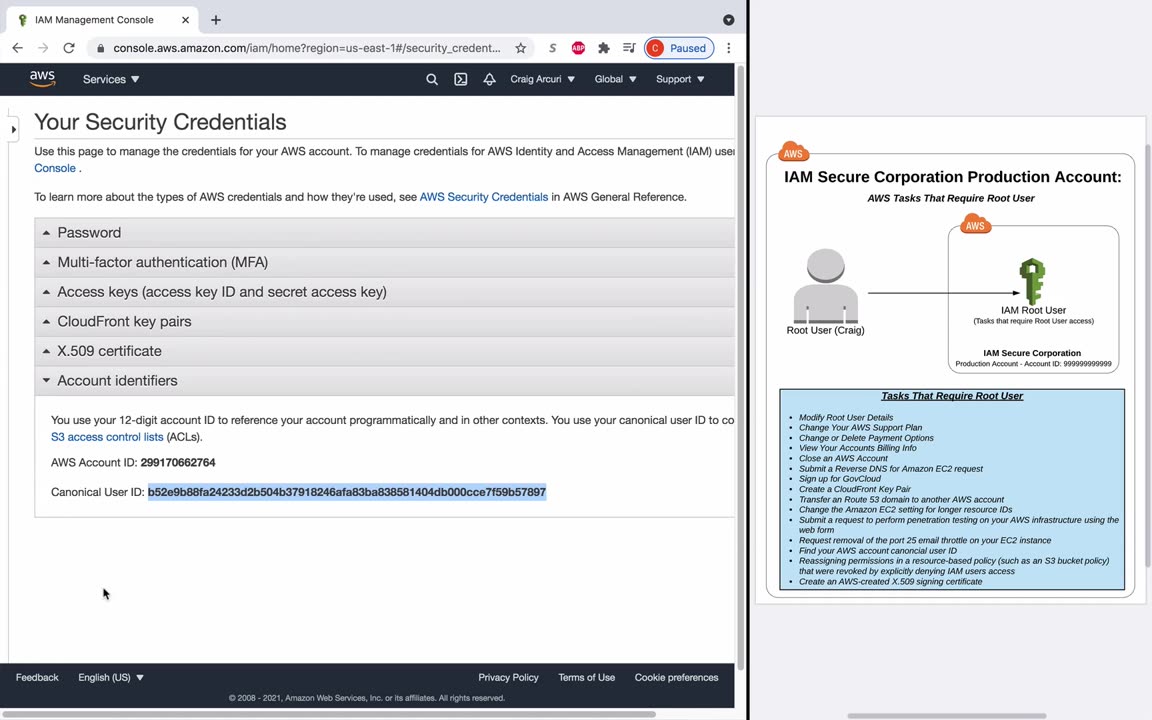 IAM Management Console
console.aws.amazon.com/iam/home?region=us-east-1#/security_credent...
S
ABP
C Paused
aws
Services
Craig Arcuri
Global
Support
Your Security Credentials
Use this page to manage the credentials for your AWS account. To manage credentials for AWS Identity and Access Management (IAM) use
Console .
To learn more about the types of AWS credentials and how they're used, see AWS Security Credentials in AWS General Reference.
Password
Multi-factor authentication (MFA)
Access keys (access key ID and secret access key)
CloudFront key pairs
X.509 certificate
Account identifiers
You use your 12-digit account ID to reference your account programmatically and in other contexts. You use your canonical user ID to co
S3 access control lists (ACLs).
AWS Account ID: 299170662764
Canonical User ID: b52e9b88fa24233d2b504b37918246afa83ba838581404db000cce7f59b57897
Feedback
English (US)
Privacy Policy
Terms of Use
Cookie preferences
© 2008 - 2021, Amazon Web Services, Inc. or its affiliates. All rights reserved.
AWS
IAM Secure Corporation Production Account:
AWS Tasks That Require Root User
AWS
Root User (Craig)
IAM Root User
(Tasks that require Root User access)
IAM Secure Corporation
Production Account - Account ID: 999999999999
Tasks That Require Root User
• Modify Root User Details
• Change Your AWS Support Plan
• Change or Delete Payment Options
• View Your Accounts Billing Info
• Close an AWS Account
• Submit a Reverse DNS for Amazon EC2 request
• Sign up for GovCloud
• Create a CloudFront Key Pair
• Transfer an Route 53 domain to another AWS account
• Change the Amazon EC2 setting for longer resource IDs
• Submit a request to perform penetration testing on your AWS infrastructure using the
web form
• Request removal of the port 25 email throttle on your EC2 instance
• Find your AWS account canoncial user ID
• Reassigning permissions in a resource-based policy (such as an S3 bucket policy)
that were revoked by explicitly denying IAM users access
• Create an AWS-created X.509 signing certificate